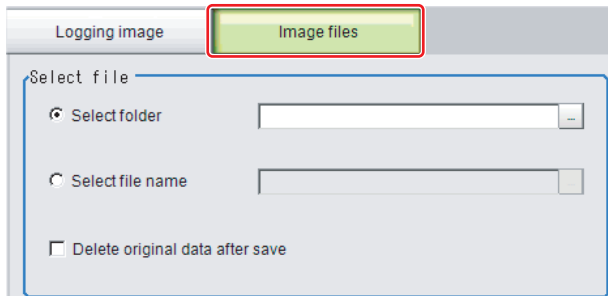 Logging image
Image files
Select file
Select folder
...
Select file name
Delete original data after save